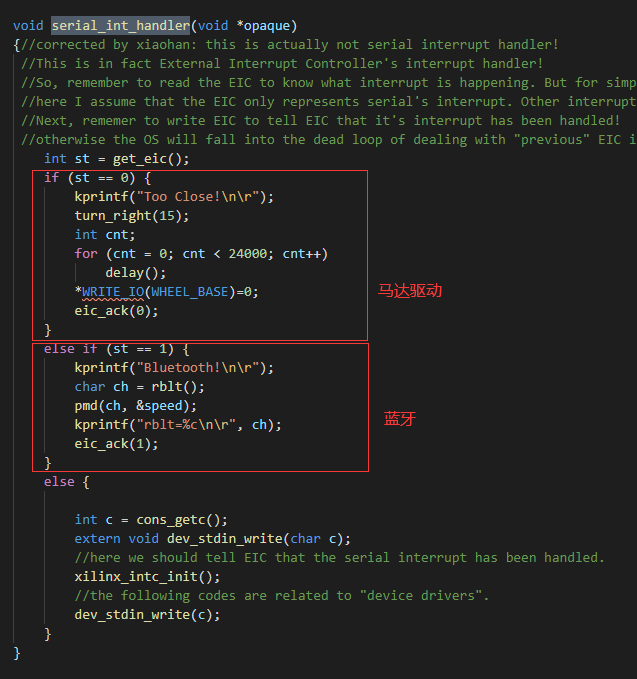 void serial_int_handler(void *opaque)
{//corrected by xiaohan: this is actually not serial interrupt handler!
//This is in fact External Interrupt Controller's interrupt handler!
//So, remember to read the EIC to know what interrupt is happening. But for simp
//here I assume that the EIC only represents serial's interrupt. Other interrupt
//Next, rememer to write EIC to tell EIC that it's interrupt has been handled!
//otherwise the OS will fall into the dead loop of dealing with "previous" EIC i
int st = get_eic();
if (st == 0) {
kprintf("Too Close!\n\r");
turn_right(15);
int cnt;
for (cnt = 0; cnt < 24000; cnt++)
delay();
*WRITE_IO(WHEEL_BASE)=0;
马达驱动
eic_ack(0);
}
else if (st == 1) {
kprintf("Bluetooth!\n\r");
char ch = rblt();
pmd(ch, &speed);
蓝牙
kprintf("rblt=%c\n\r", ch);
eic_ack(1);
}
else {
int c = cons_getc();
extern void dev_stdin_write(char c);
//here we should tell EIC that the serial interrupt has been handled.
xilinx_intc_init();
//the following codes are related to "device drivers".
dev_stdin_write(c);
}
}